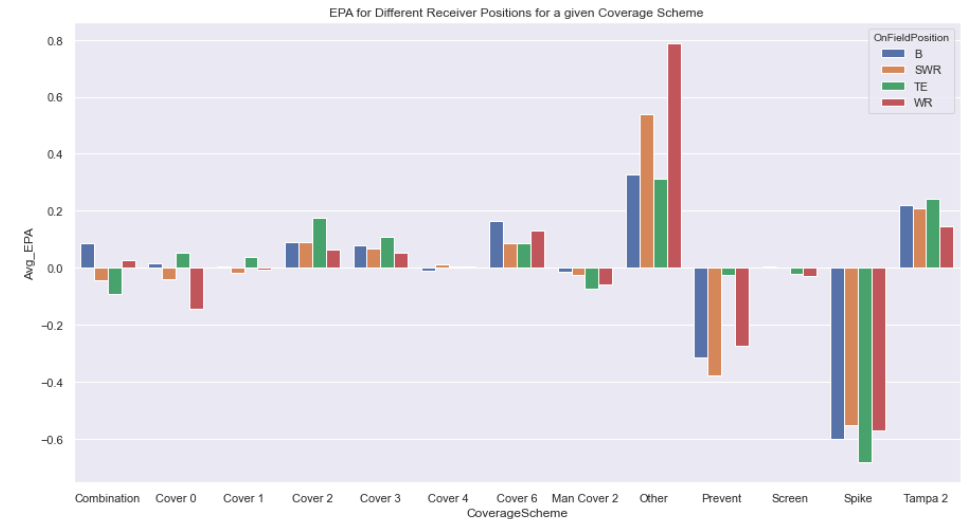 EPA for Different Receiver Positions for a given Coverage Scheme
OnFieldPosition
B
SWR
TE
WR
Avg_EPA
0.8
0.6
0.4
0.2
0.0
−0.2
−0.4
−0.6
Combination Cover 0 Cover 1 Cover 2 Cover 3 Cover 4 Cover 6 Man Cover 2 Other Prevent Screen Spike Tampa 2
CoverageScheme